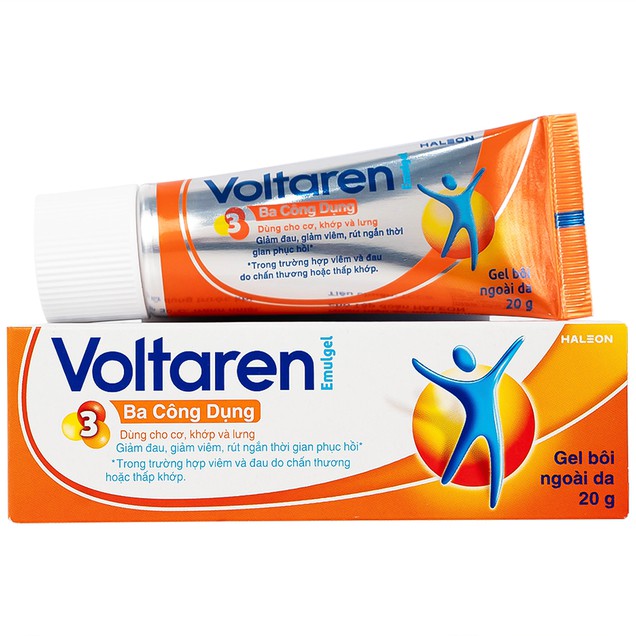 HALEON
Voltaren
3 Ba Công Dụng
Dùng cho cơ, khớp và lưng
Giảm đau, giảm viêm, rút ngắn thời
gian phục hồi*
*Trong trường hợp viêm và đau
do chấn thương hoặc thấp khớp.
Gel bôi
ngoài da
20 g
HALEON
Voltaren Emulgel
3 Ba Công Dụng
Dùng cho cơ, khớp và lưng
Giảm đau, giảm viêm, rút ngắn thời gian phục hồi*
*Trong trường hợp viêm và đau do chấn thương
hoặc thấp khớp.
Gel bôi
ngoài da
20 g